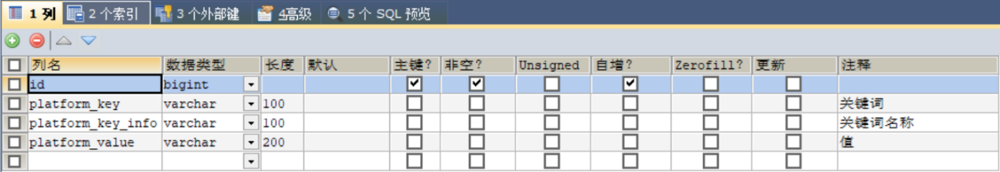 1 列 2 个索引 3 个外部键 4高级 5 个 SQL 预览
列名 数据类型 长度 默认 主键? 非空? Unsigned 自增? Zerofill? 更新 注释
id bigint
platform_key varchar 100 关键词
platform_key_info varchar 100 关键词名称
platform_value varchar 200 值